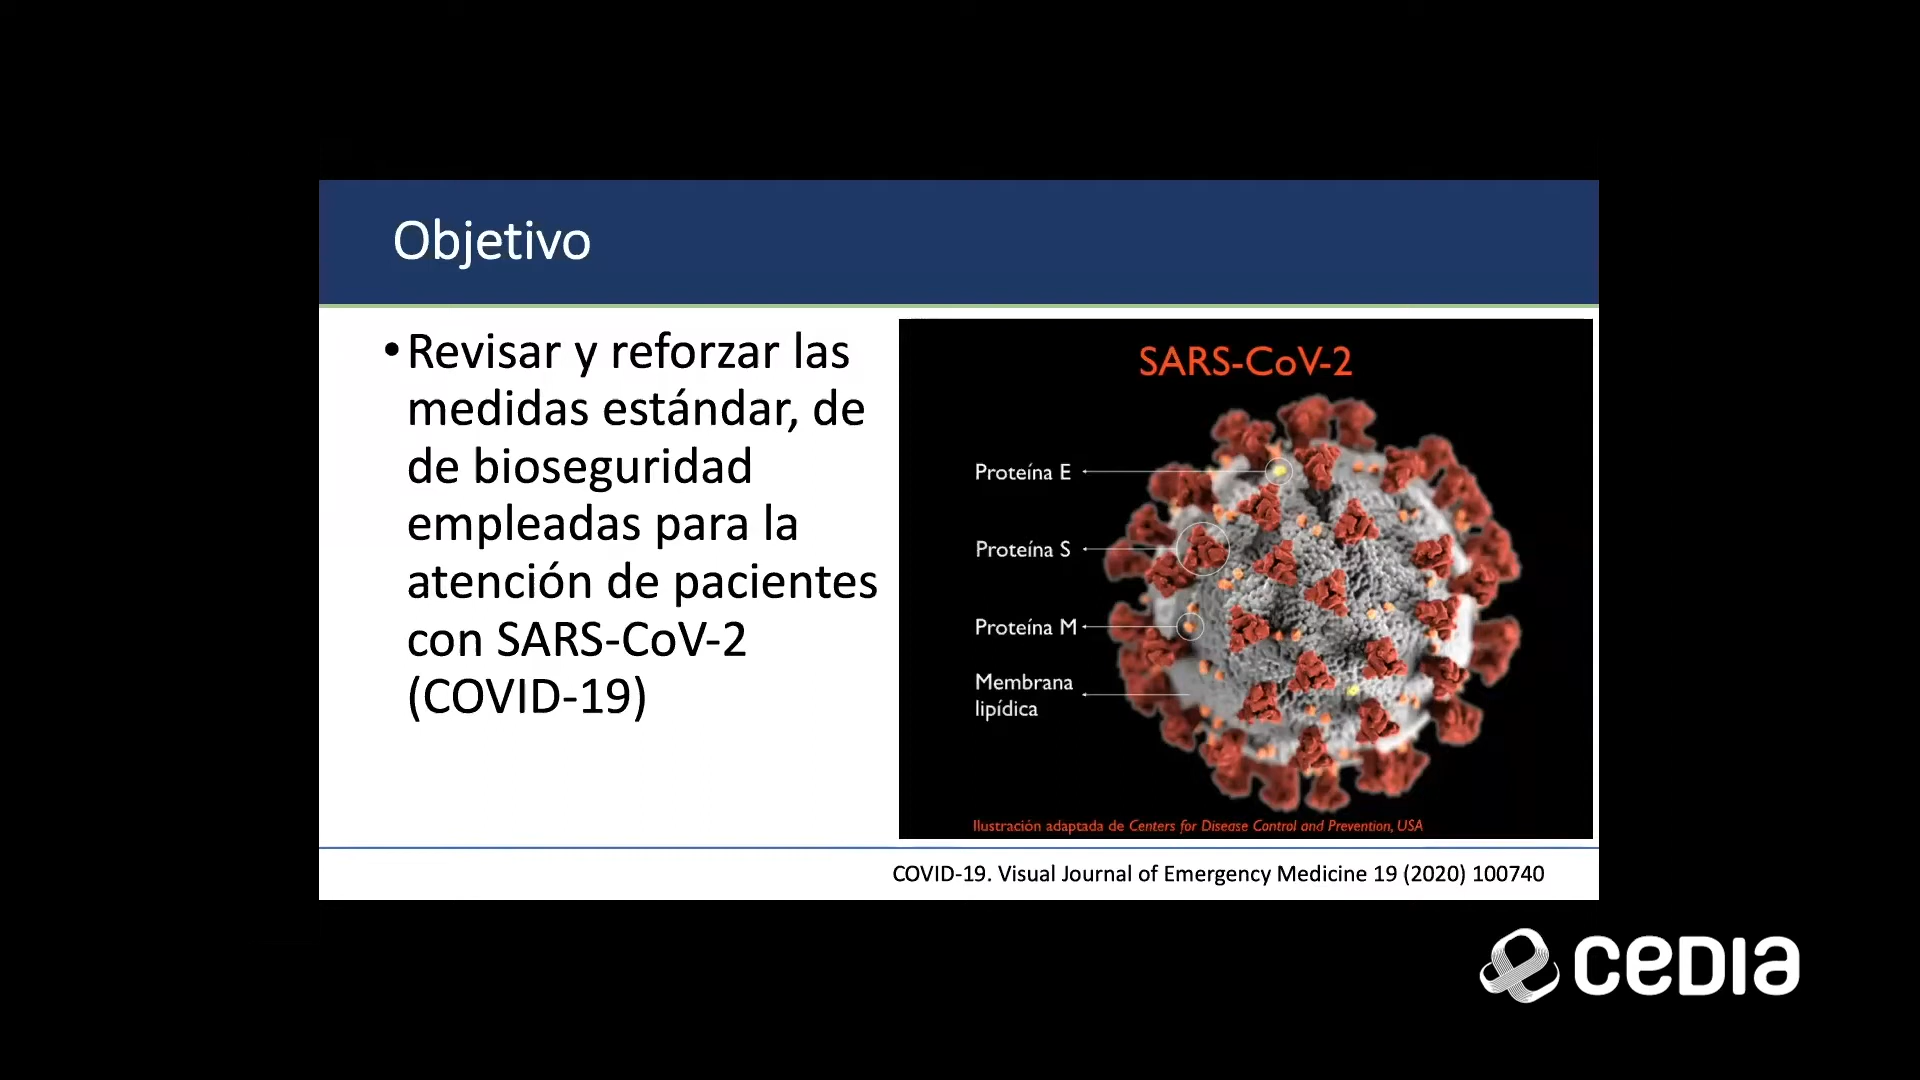 Objetivo
•Revisar y reforzar las
medidas estándar, de
de bioseguridad
empleadas para la
atención de pacientes
con SARS-CoV-2
(COVID-19)
SARS-CoV-2
Proteína E
Proteína S
Proteína M
Membrana
lipídica
Ilustración adaptada de Centers for Disease Control and Prevention, USA
COVID-19. Visual Journal of Emergency Medicine 19 (2020) 100740
CEDIA